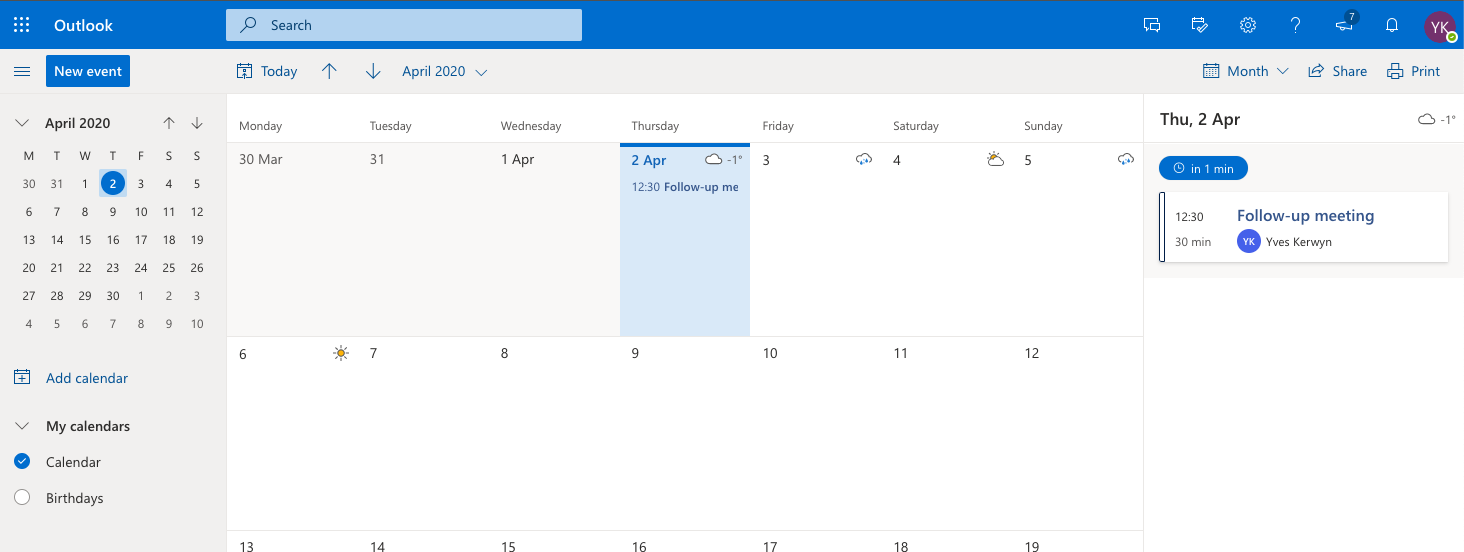 Outlook
Search
7
YK
New event
Today
April 2020
Month
Share
Print
April 2020
M T W T F S S
30 31 1 2 3 4 5
6 7 8 9 10 11 12
13 14 15 16 17 18 19
20 21 22 23 24 25 26
27 28 29 30 1 2 3
4 5 6 7 8 9 10
Add calendar
My calendars
Calendar
Birthdays
Monday Tuesday Wednesday Thursday Friday Saturday Sunday
30 Mar 31 1 Apr 2 Apr -1° 3 4 5
12:30 Follow-up me
6 7 8 9 10 11 12
13 14 15 16 17 18 19
Thu, 2 Apr -1°
in 1 min
12:30 Follow-up meeting
30 min YK Yves Kerwyn